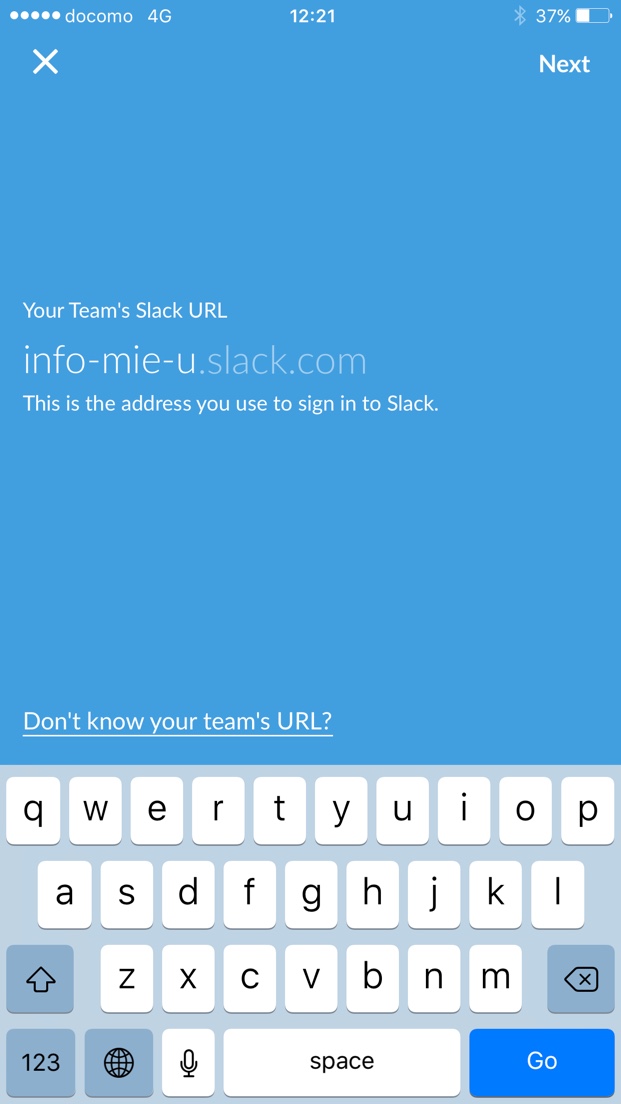 docomo 4G 12:21 37%
Next
Your Team's Slack URL
info-mie-u.slack.com
This is the address you use to sign in to Slack.
Don't know your team's URL?
q w e r t y u i o p
a s d f g h j k l
z x c v b n m
123 space Go